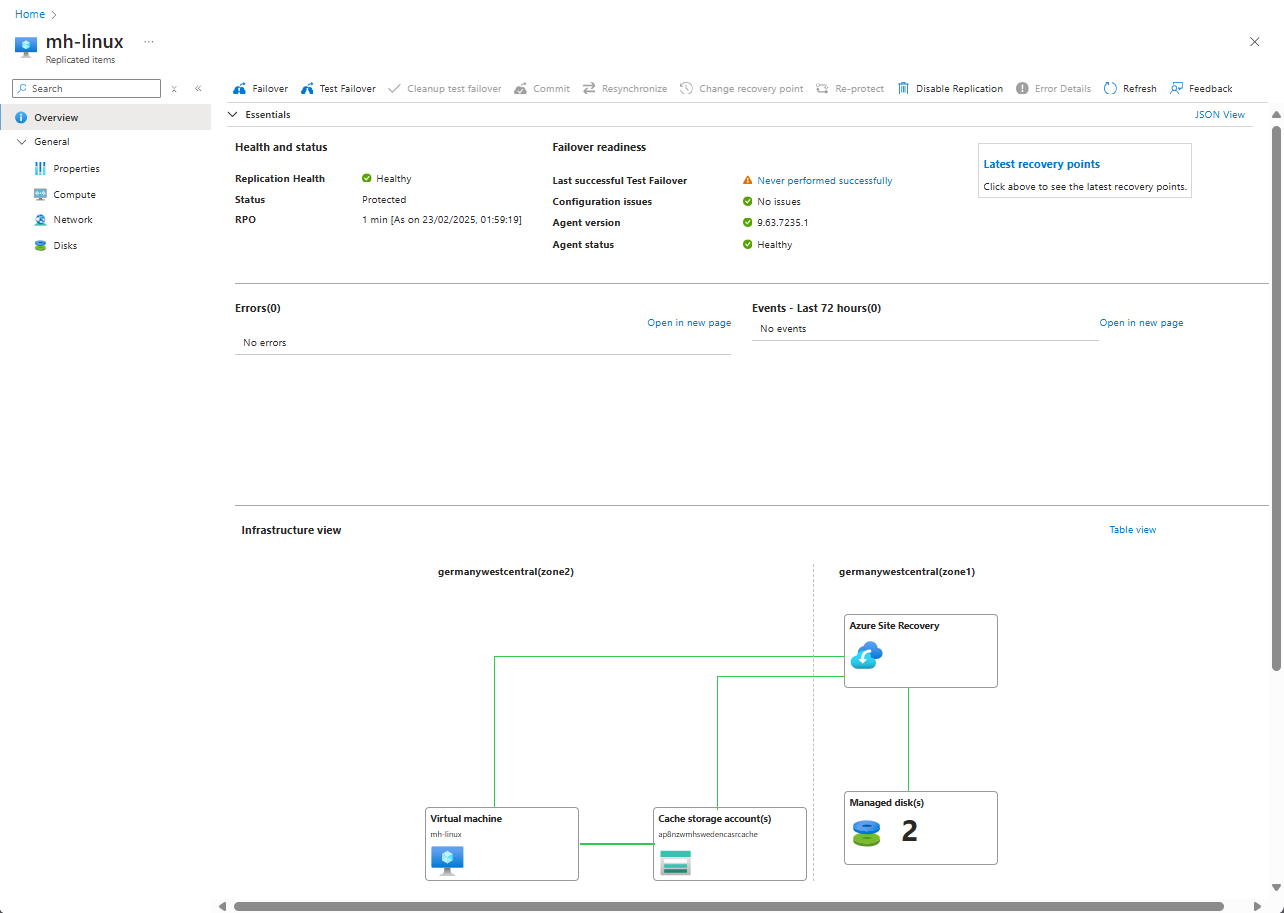 Home
mh-linux
Replicated items
Search
Failover
Test Failover
Cleanup test failover
Commit
Resynchronize
Change recovery point
Re-protect
Disable Replication
Error Details
Refresh
Feedback
Overview
General
Properties
Compute
Network
Disks
Essentials
JSON View
Health and status
Replication Health Healthy
Status Protected
RPO 1 min [As on 23/02/2025, 01:59:19]
Failover readiness
Last successful Test Failover Never performed successfully
Configuration issues No issues
Agent version 9.63.7235.1
Agent status Healthy
Latest recovery points
Click above to see the latest recovery points.
Errors(0)
Open in new page
No errors
Events - Last 72 hours(0)
Open in new page
No events
Infrastructure view
Table view
germanywestcentral(zone2)
germanywestcentral(zone1)
Azure Site Recovery
Virtual machine
mh-linux
Cache storage account(s)
ap8nzwmhswedencasrcache
Managed disk(s)
2